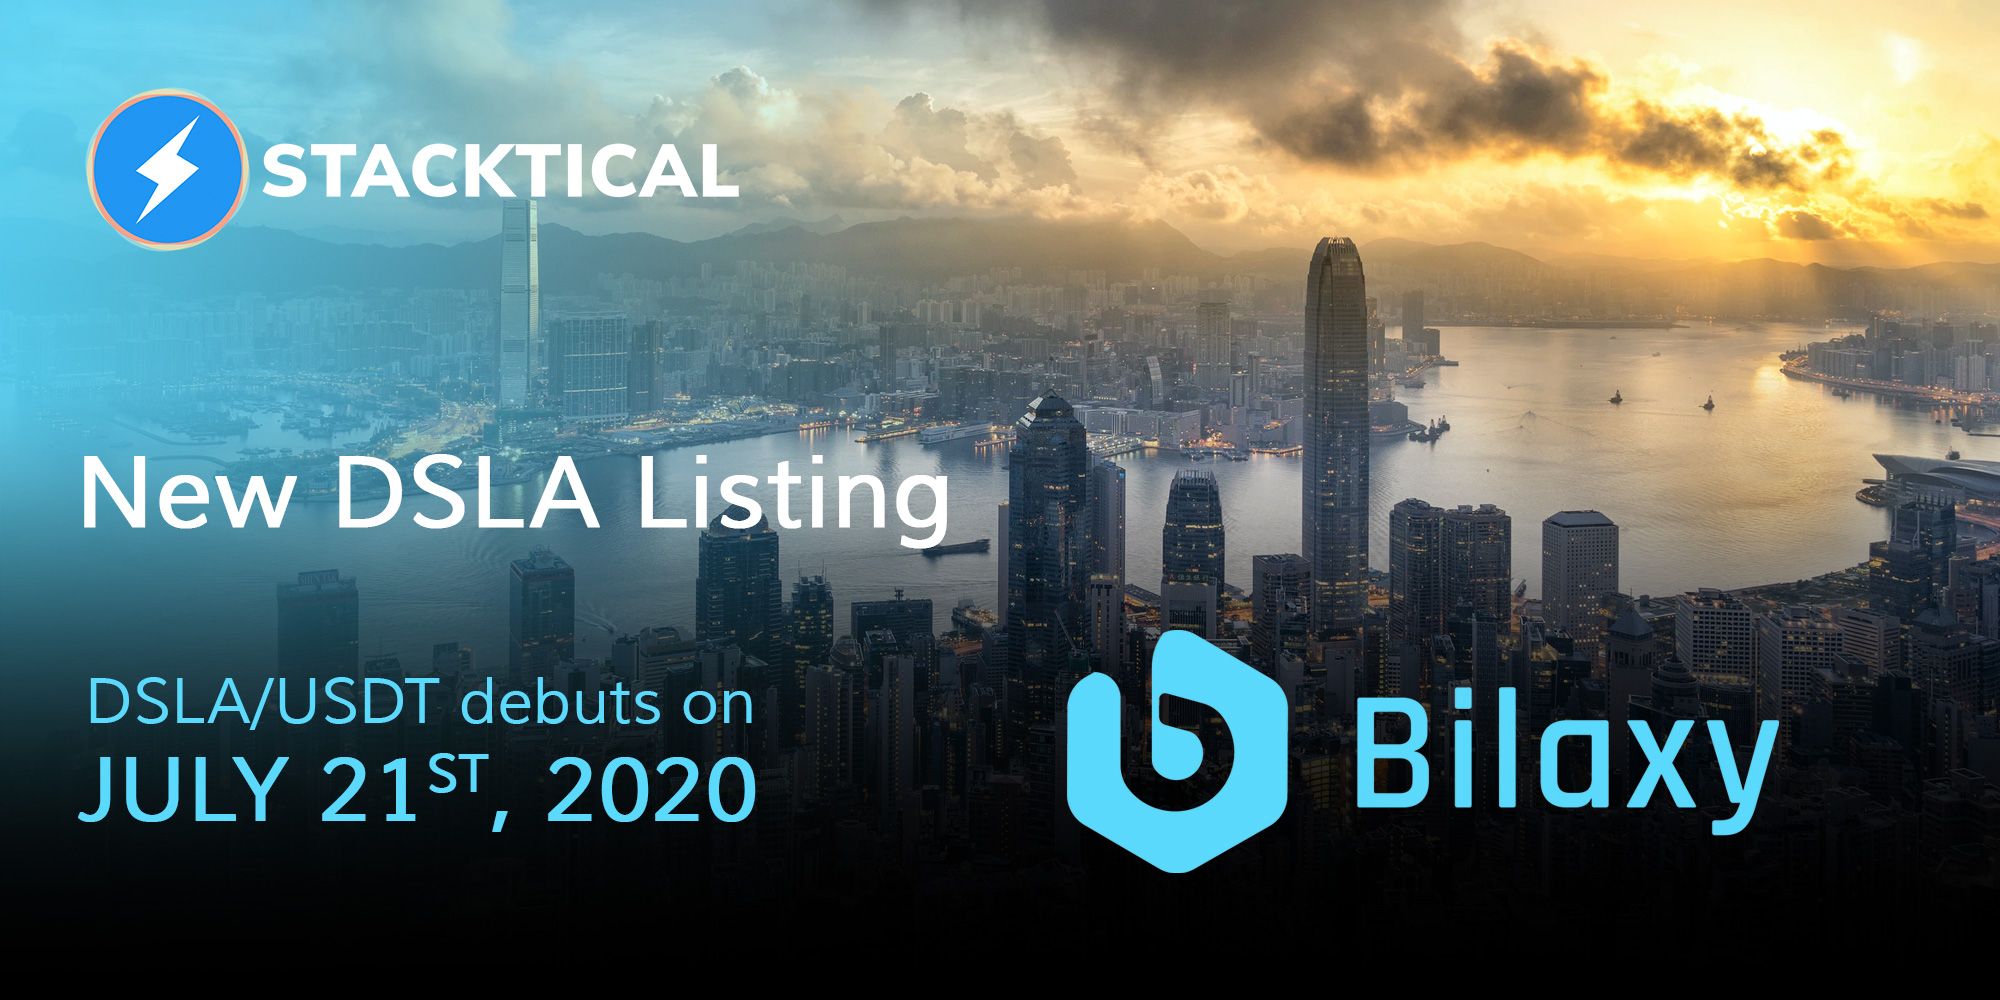 STACKTICAL
New DSLA Listing
DSLA/USDT debuts on
JULY 21ST, 2020
Bilaxy